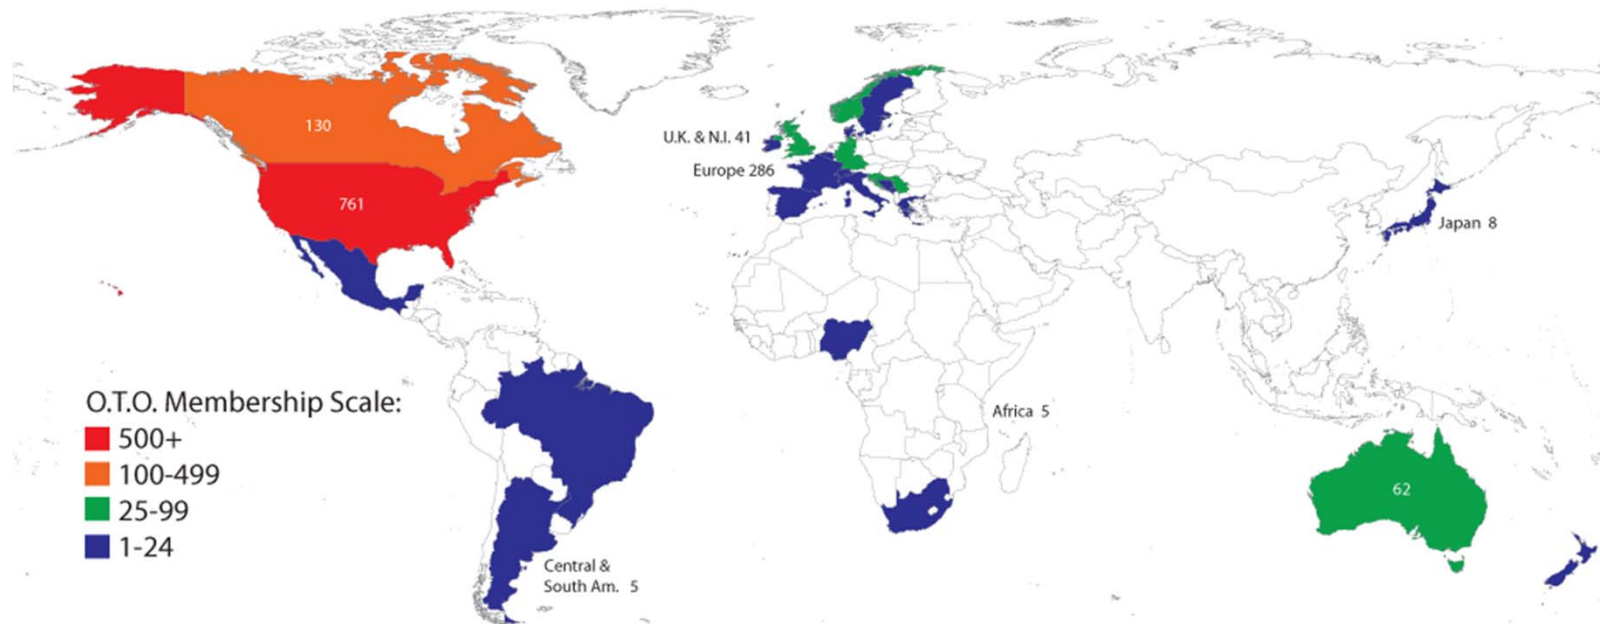 130
U.K. & N.I. 41
Europe 286
761
Japan 8
O.T.O. Membership Scale:
500+
100-499
25-99
1-24
Africa 5
62
Central &
South Am. 5